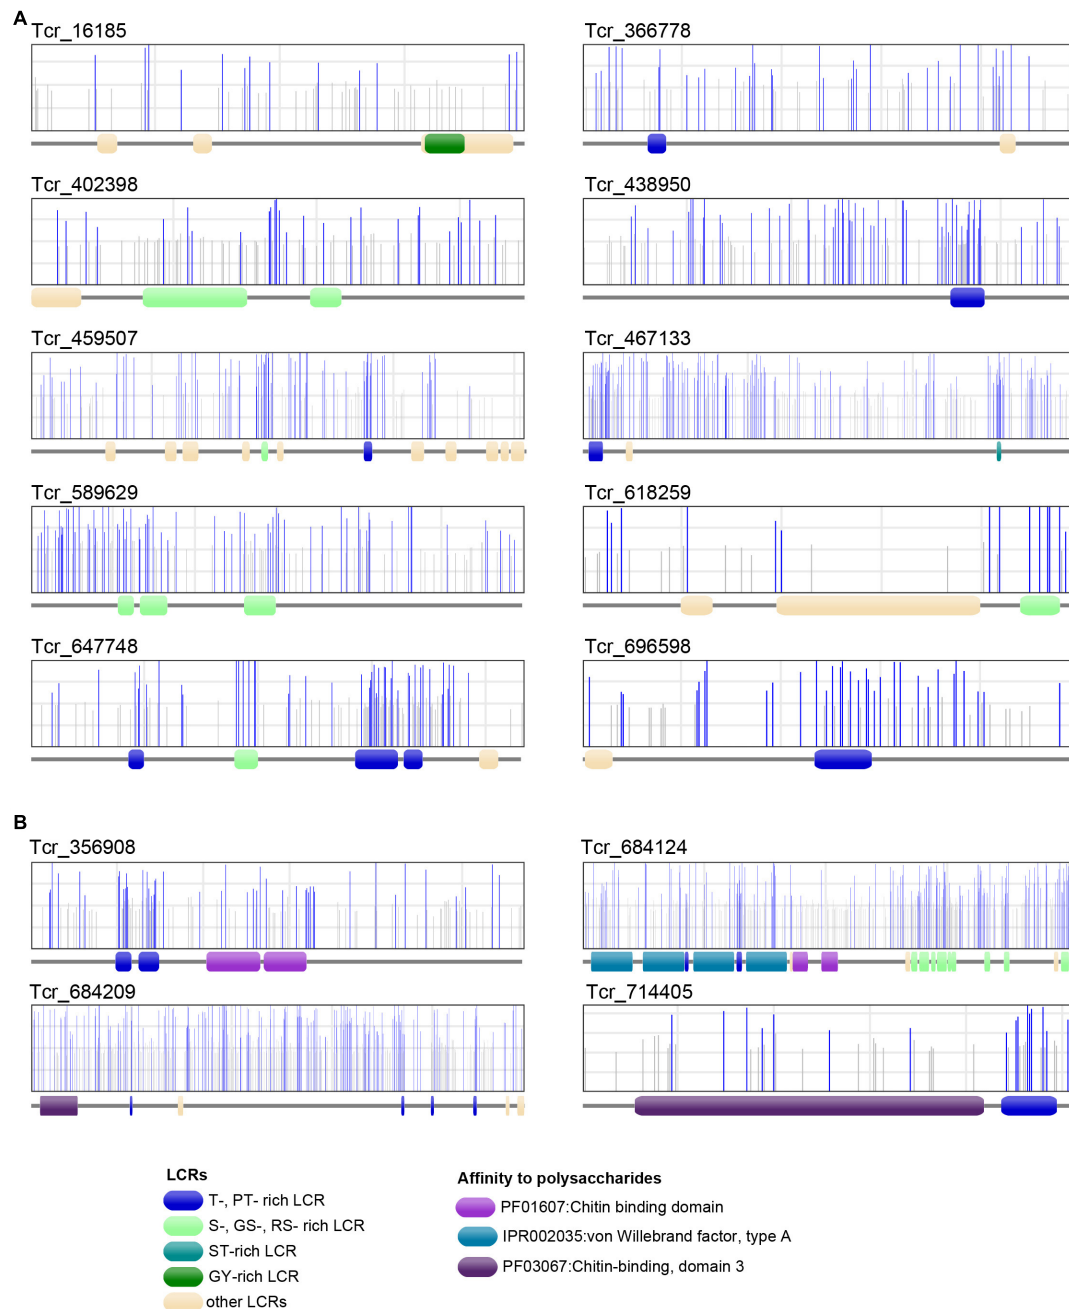 A
Tcr_16185
Tcr_366778
Tcr_402398
Tcr_438950
Tcr_459507
Tcr_467133
Tcr_589629
Tcr_618259
Tcr_647748
Tcr_696598
B
Tcr_356908
Tcr_684124
Tcr_684209
Tcr_714405
LCRs
T-, PT- rich LCR
S-, GS-, RS- rich LCR
ST-rich LCR
GY-rich LCR
other LCRs
Affinity to polysaccharides
PF01607:Chitin binding domain
IPR002035:von Willebrand factor, type A
PF03067:Chitin-binding, domain 3